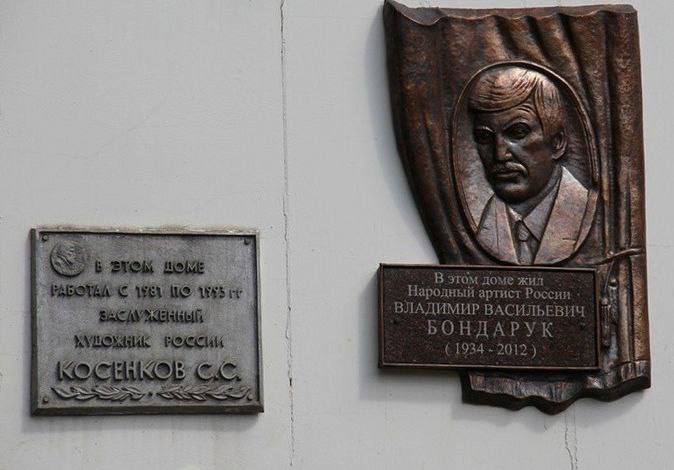 В ЭТОМ ДОМЕ
РАБОТАЛ С 1981 ПО 1993 гг
ЗАСЛУЖЕННЫЙ
ХУДОЖНИК РОССИИ
КОСЕНКОВ С.С.
В этом доме жил
Народный артист России
ВЛАДИМИР ВАСИЛЬЕВИЧ
БОНДАРУК
( 1934 - 2012 )